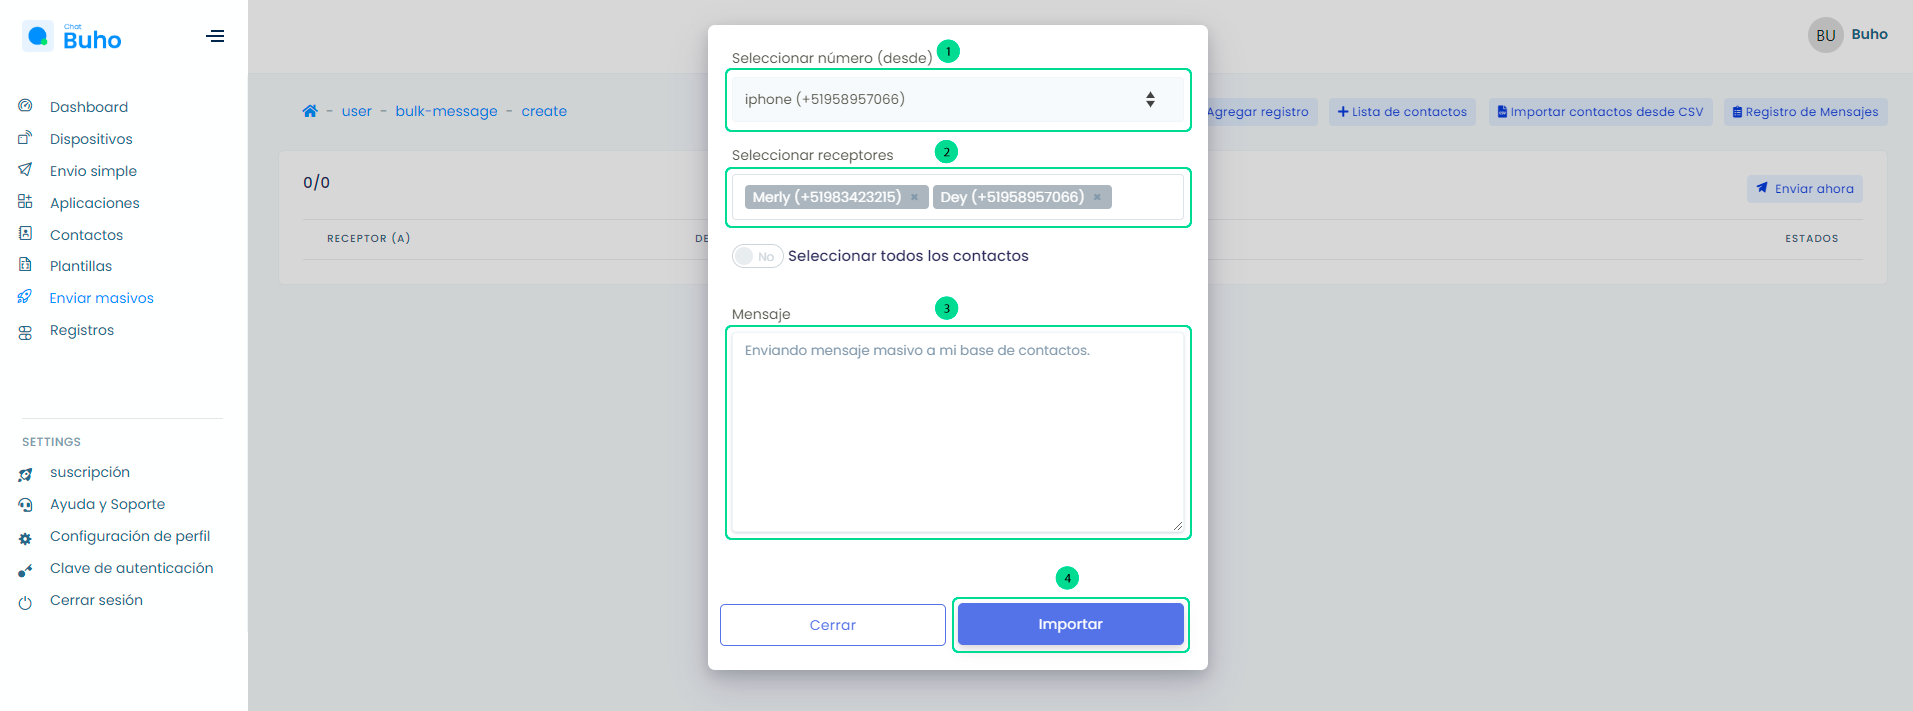 Chat
Buho
Dashboard
Dispositivos
Envio simple
Aplicaciones
Contactos
Plantillas
Enviar masivos
Registros
SETTINGS
suscripción
Ayuda y Soporte
Configuración de perfil
Clave de autenticación
Cerrar sesión
BU Buho
- user - bulk-message - create
Agregar registro
Lista de contactos
Importar contactos desde CSV
Registro de Mensajes
0/0
Enviar ahora
RECEPTOR (A) DE ESTADOS
Seleccionar número (desde) 1
iphone (+51958957066)
Seleccionar receptores 2
Merly (+51983423215) × Dey (+51958957066) ×
No Seleccionar todos los contactos
Mensaje 3
Enviando mensaje masivo a mi base de contactos.
4
Cerrar Importar